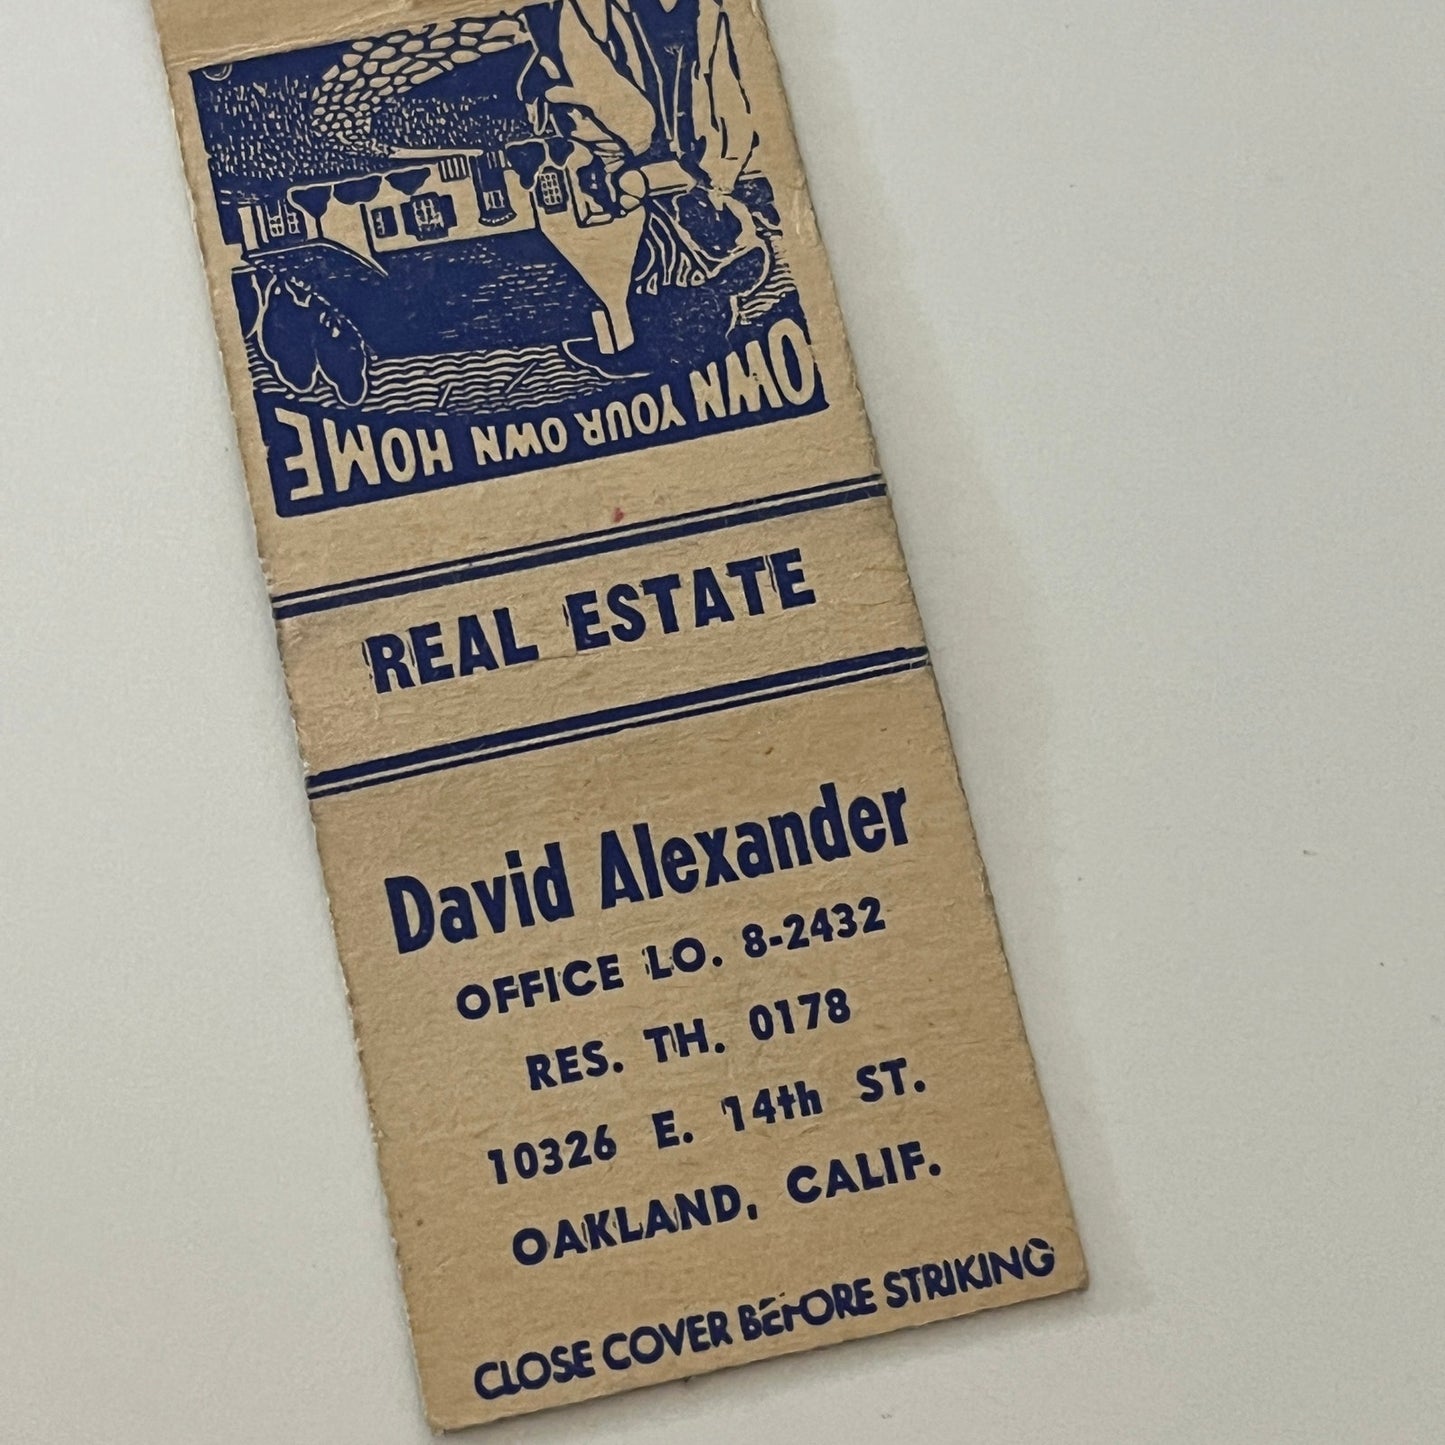 OWN YOUR OWN HOME
REAL ESTATE
David Alexander
OFFICE LO. 8-2432
RES. TH. 0178
10326 E. 14th ST.
OAKLAND, CALIF.
CLOSE COVER BEFORE STRIKING